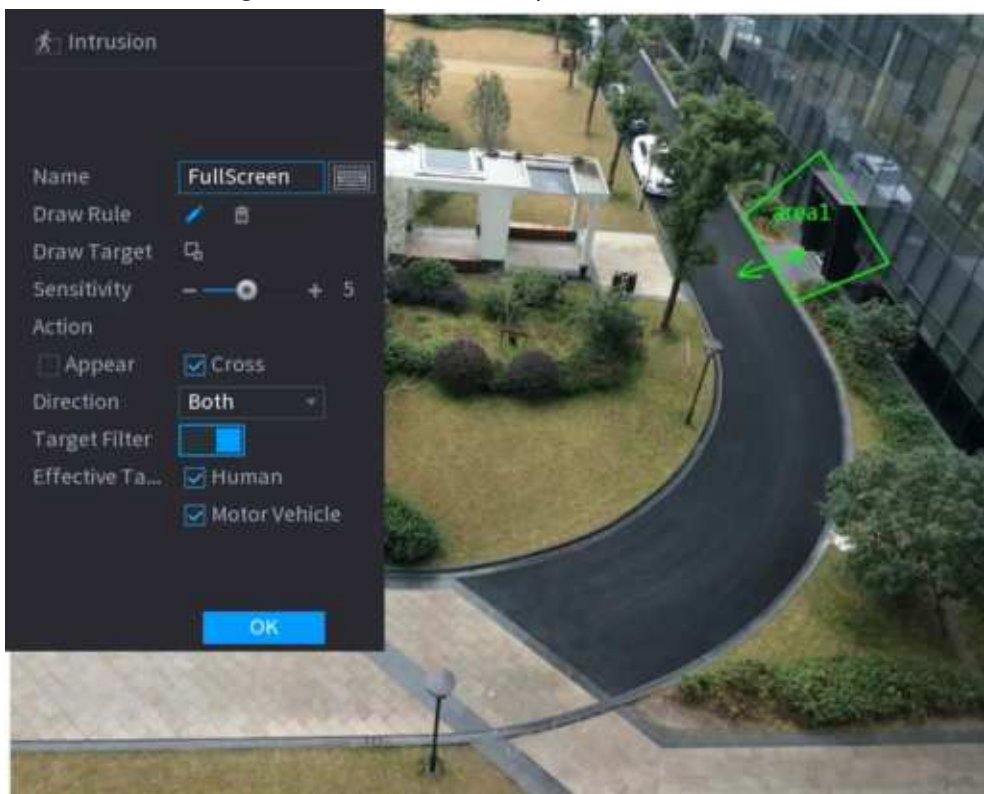 Intrusion
Name FullScreen
Draw Rule
Draw Target
Sensitivity - + 5
Action
Appear Cross
Direction Both
Target Filter
Effective Ta... Human
Motor Vehicle
OK
area1